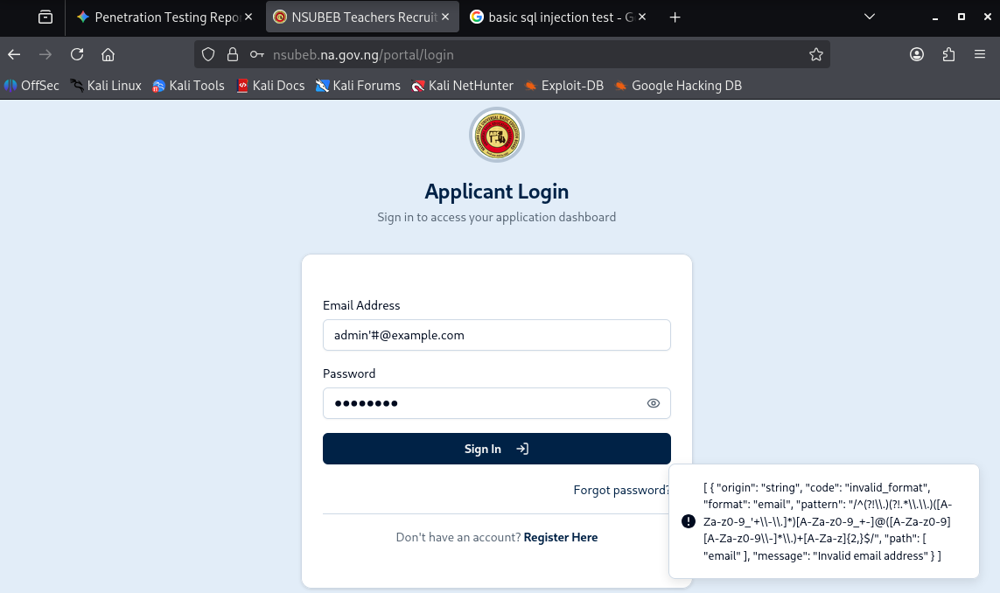 Penetration Testing Repo
NSUBEB Teachers Recruit
basic sql injection test - G
nsubeb.na.gov.ng/portal/login
OffSec
Kali Linux
Kali Tools
Kali Docs
Kali Forums
Kali NetHunter
Exploit-DB
Google Hacking DB
Applicant Login
Sign in to access your application dashboard
Email Address
admin'#@example.com
Password
Sign In
Forgot password?
Don't have an account? Register Here
[ { "origin": "string", "code": "invalid_format",
"format": "email", "pattern": "/^(?!\\.)(?!.*\\.\\.)([A-
Za-z0-9_'+\\-\\.]*)[A-Za-z0-9_+-]@([A-Za-z0-9]
[A-Za-z0-9\\-]*\\.)+[A-Za-z]{2,}$/", "path": [
"email" ], "message": "Invalid email address" } ]